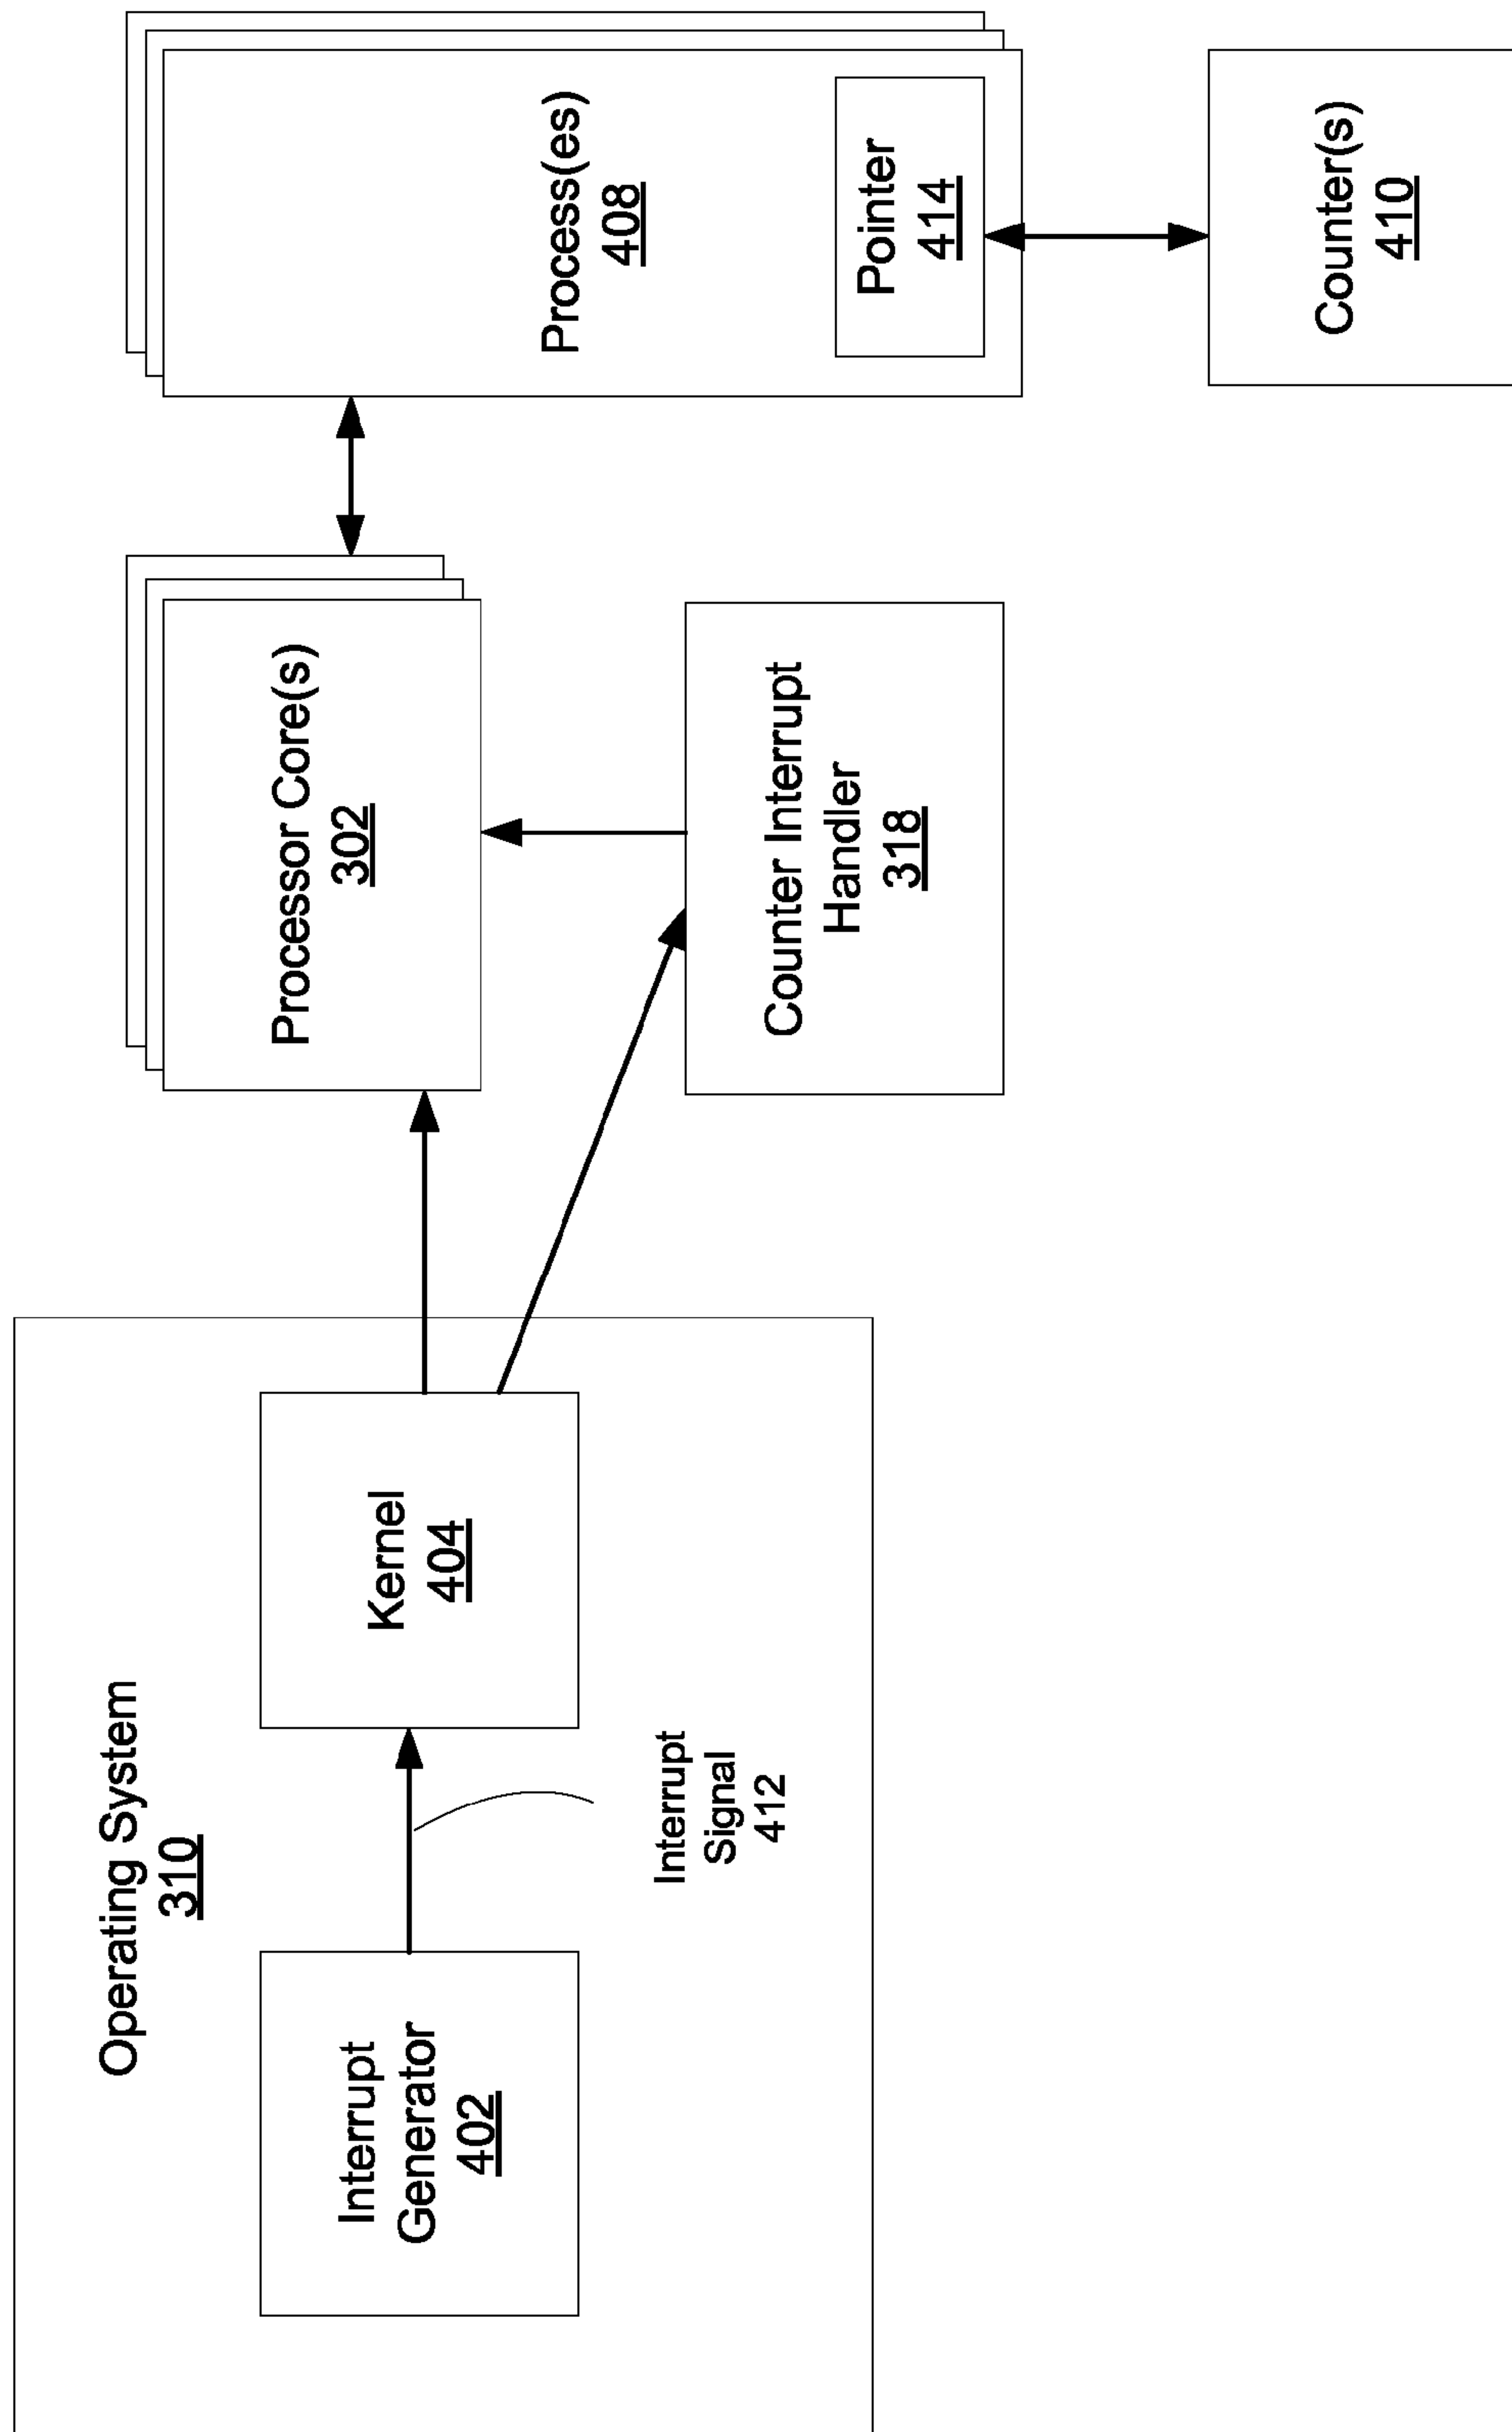 Operating System
310
Interrupt
Generator
402
Kernel
404
Interrupt
Signal
412
Processor Core(s)
302
Counter Interrupt
Handler
318
Process(es)
408
Pointer
414
Counter(s)
410